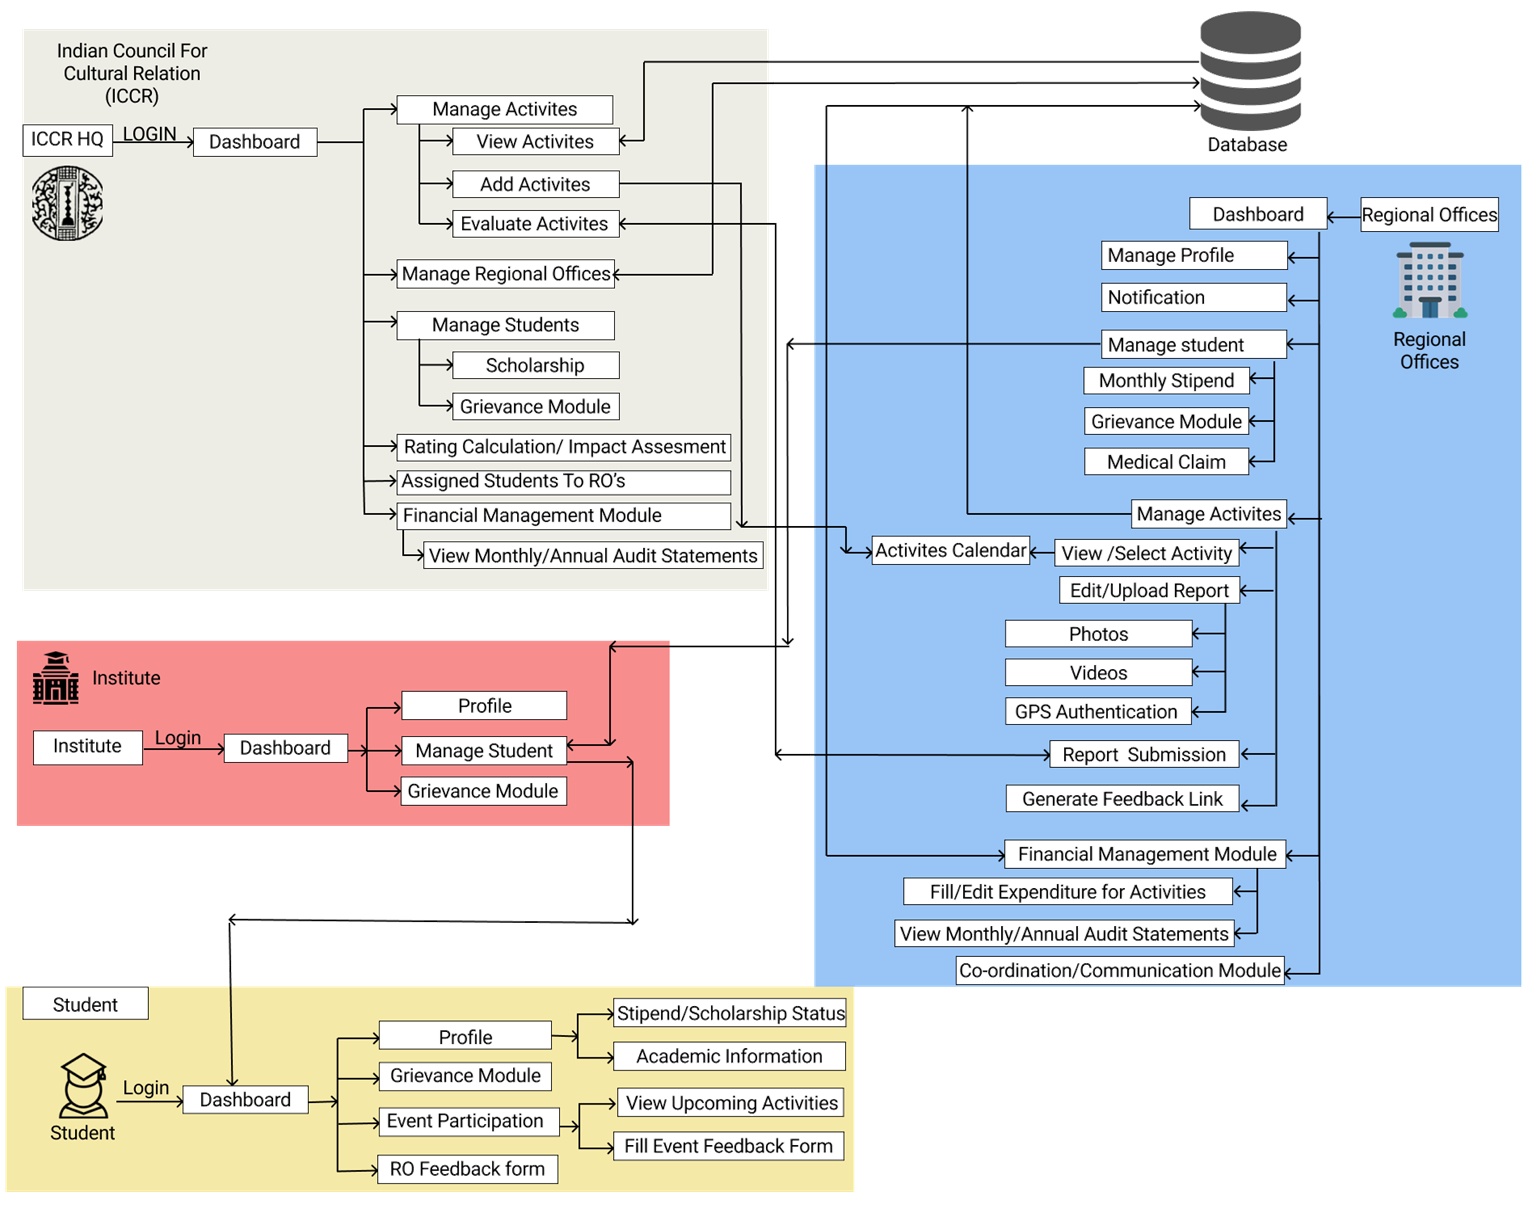 Indian Council For
Cultural Relation
(ICCR)
ICCR HQ
LOGIN
Dashboard
Manage Activites
View Activites
Add Activites
Evaluate Activites
Manage Regional Offices
Manage Students
Scholarship
Grievance Module
Rating Calculation/ Impact Assesment
Assigned Students To RO's
Financial Management Module
View Monthly/Annual Audit Statements
Database
Dashboard
Regional Offices
Manage Profile
Notification
Regional
Offices
Manage student
Monthly Stipend
Grievance Module
Medical Claim
Manage Activites
Activites Calendar
View /Select Activity
Edit/Upload Report
Photos
Videos
GPS Authentication
Report Submission
Generate Feedback Link
Financial Management Module
Fill/Edit Expenditure for Activities
View Monthly/Annual Audit Statements
Co-ordination/Communication Module
Institute
Institute
Login
Dashboard
Profile
Manage Student
Grievance Module
Student
Student
Login
Dashboard
Profile
Stipend/Scholarship Status
Academic Information
Grievance Module
Event Participation
View Upcoming Activities
Fill Event Feedback Form
RO Feedback form